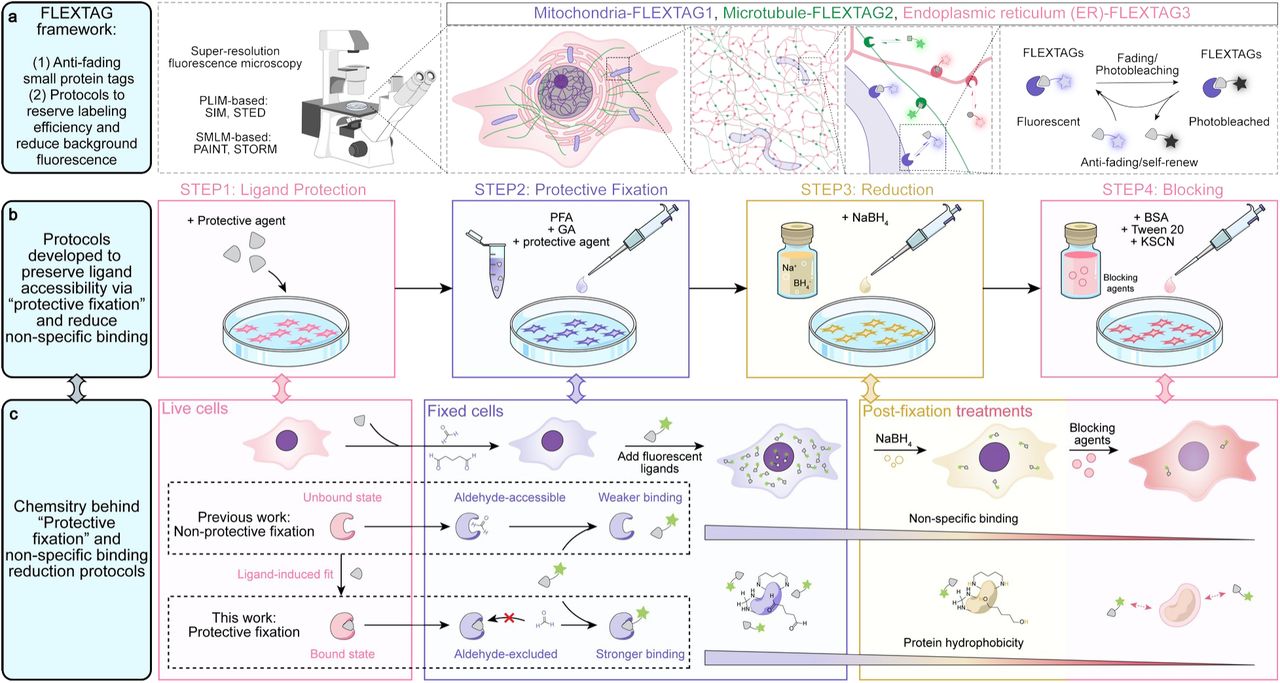 a
FLEXTAG
framework:
(1) Anti-fading
small protein tags
(2) Protocols to
reserve labeling
efficiency and
reduce background
fluorescence
Super-resolution
fluorescence microscopy
PLIM-based:
SIM, STED
SMLM-based:
PAINT, STORM
Mitochondria-FLEXTAG1, Microtubule-FLEXTAG2, Endoplasmic reticulum (ER)-FLEXTAG3
FLEXTAGs
Fading/
Photobleaching
FLEXTAGs
Fluorescent
Photobleached
Anti-fading/self-renew
b
Protocols
developed to
preserve ligand
accessibility via
“protective fixation”
and reduce
non-specific binding
STEP1: Ligand Protection
+ Protective agent
STEP2: Protective Fixation
PFA
+ GA
+ protective agent
STEP3: Reduction
+ NaBH4
Na+
BH4-
STEP4: Blocking
+ BSA
+ Tween 20
+ KSCN
Blocking
agents
c
Chemsitry behind
“Protective
fixation” and
non-specific binding
reduction protocols
Live cells
Fixed cells
Add fluorescent
ligands
Post-fixation treatments
NaBH4
Blocking
agents
Unbound state
Aldehyde-accessible
Weaker binding
Previous work:
Non-protective fixation
Non-specific binding
Ligand-induced fit
This work:
Protective fixation
Bound state
Aldehyde-excluded
Stronger binding
Protein hydrophobicity